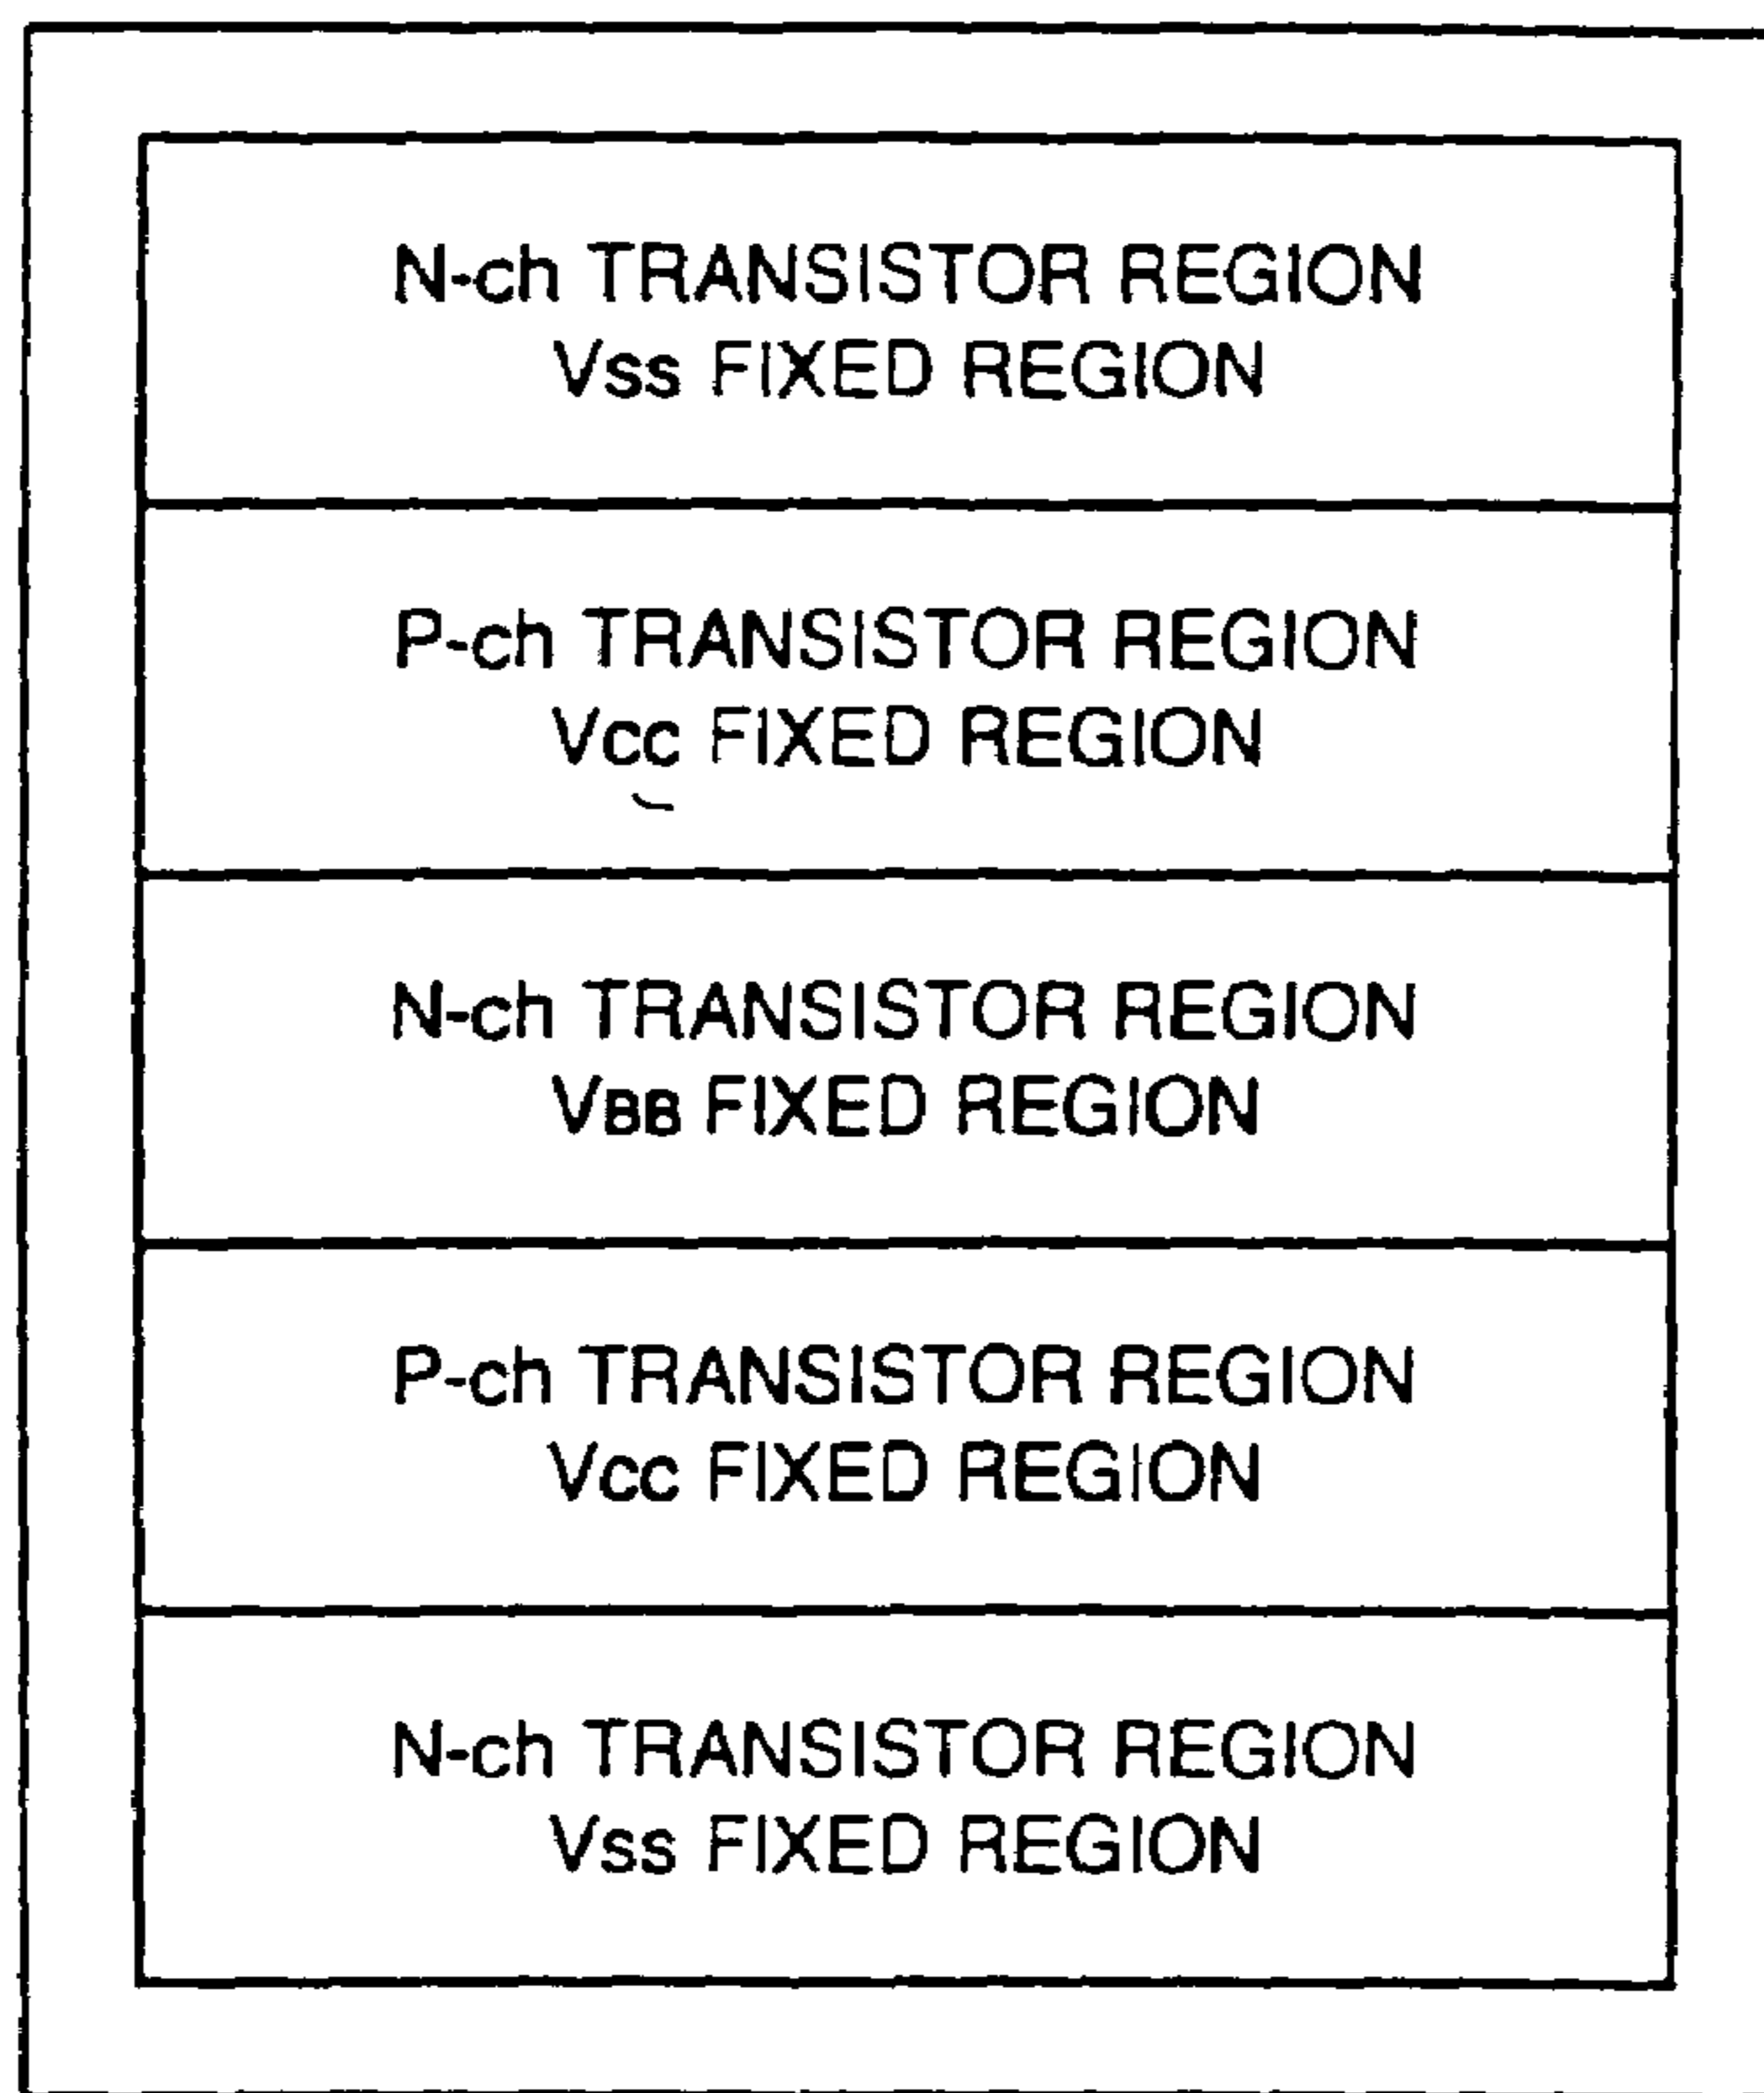 N-ch TRANSISTOR REGION
Vss FIXED REGION
P-ch TRANSISTOR REGION
Vcc FIXED REGION
N-ch TRANSISTOR REGION
VBB FIXED REGION
P-ch TRANSISTOR REGION
Vcc FIXED REGION
N-ch TRANSISTOR REGION
Vss FIXED REGION